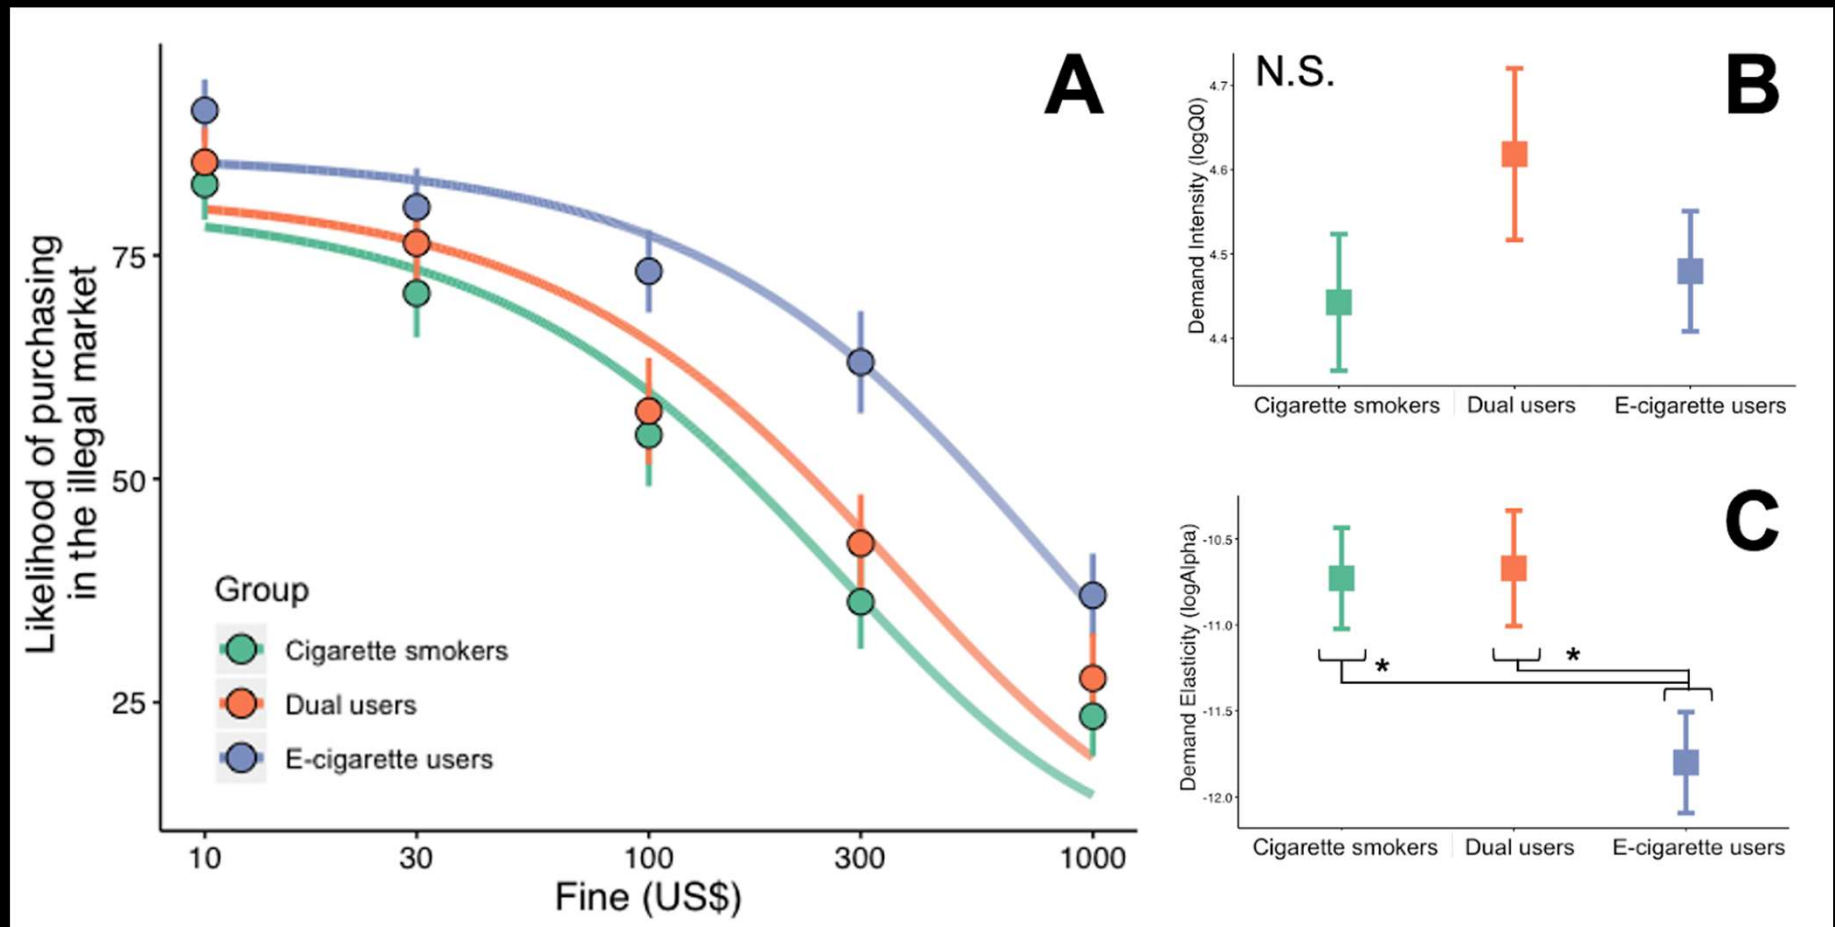 A
Likelihood of purchasing
in the illegal market
75
50
25
Group
Cigarette smokers
Dual users
E-cigarette users
10 30 100 300 1000
Fine (US$)
N.S.
B
Demand Intensity (logQ0)
4.7
4.6
4.5
4.4
Cigarette smokers Dual users E-cigarette users
C
Demand Elasticity (logAlpha)
-10.5
-11.0
* *
-11.5
-12.0
Cigarette smokers Dual users E-cigarette users